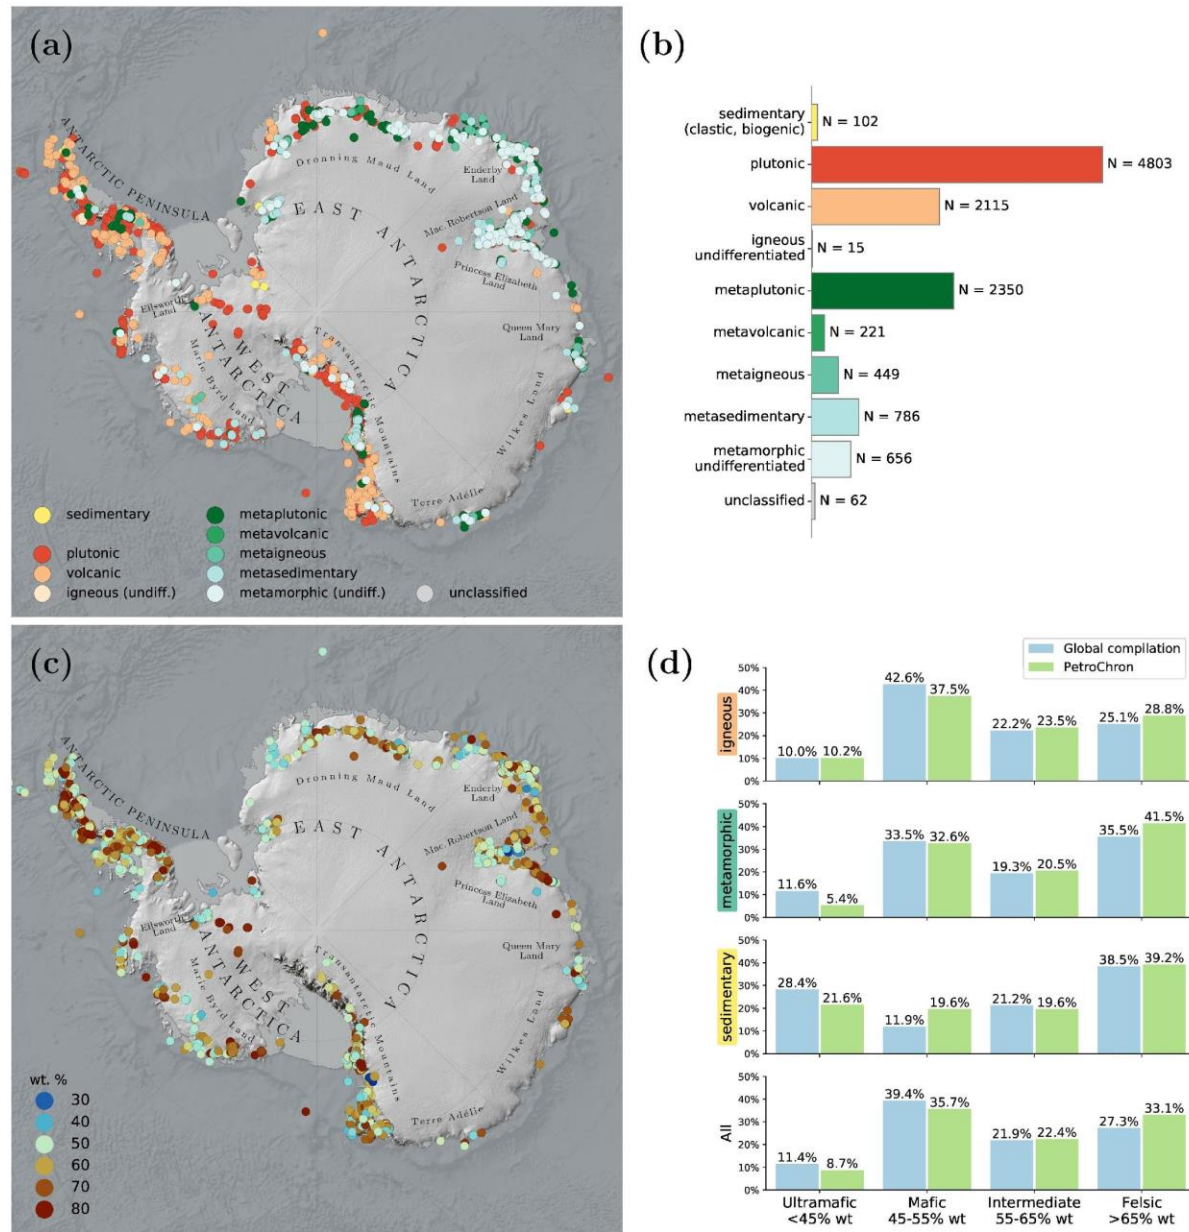 (a)
ANTARCTIC PENINSULA
Dronning Maud Land
Enderby
Land
EAST ANTARCTICA
Mac. Robertson Land
Princess Elizabeth
Land
Ellsworth
Land
WEST
ANTARCTICA
Marie Byrd Land
Transantarctic Mountains
Queen Mary
Land
Wilkes Land
Terre Adélie
sedimentary
plutonic
volcanic
igneous (undiff.)
metaplutonic
metavolcanic
metaigneous
metasedimentary
metamorphic (undiff.)
unclassified
(b)
sedimentary
(clastic, biogenic)
N = 102
plutonic
N = 4803
volcanic
N = 2115
igneous
undifferentiated
N = 15
metaplutonic
N = 2350
metavolcanic
N = 221
metaigneous
N = 449
metasedimentary
N = 786
metamorphic
undifferentiated
N = 656
unclassified
N = 62
(c)
ANTARCTIC PENINSULA
Dronning Maud Land
Enderby
Land
EAST ANTARCTICA
Mac. Robertson Land
Princess Elizabeth
Land
Ellsworth
Land
WEST
ANTARCTICA
Marie Byrd Land
Transantarctic Mountains
Queen Mary
Land
Wilkes Land
Terre Adélie
wt. %
30
40
50
60
70
80
(d)
Global compilation
PetroChron
igneous
50%
40%
30%
20%
10%
0%
10.0% 10.2%
42.6% 37.5%
22.2% 23.5%
25.1% 28.8%
metamorphic
50%
40%
30%
20%
10%
0%
11.6% 5.4%
33.5% 32.6%
19.3% 20.5%
35.5% 41.5%
sedimentary
50%
40%
30%
20%
10%
0%
28.4% 21.6%
11.9% 19.6%
21.2% 19.6%
38.5% 39.2%
All
50%
40%
30%
20%
10%
0%
11.4% 8.7%
39.4% 35.7%
21.9% 22.4%
27.3% 33.1%
Ultramafic
<45% wt
Mafic
45-55% wt
Intermediate
55-65% wt
Felsic
>65% wt